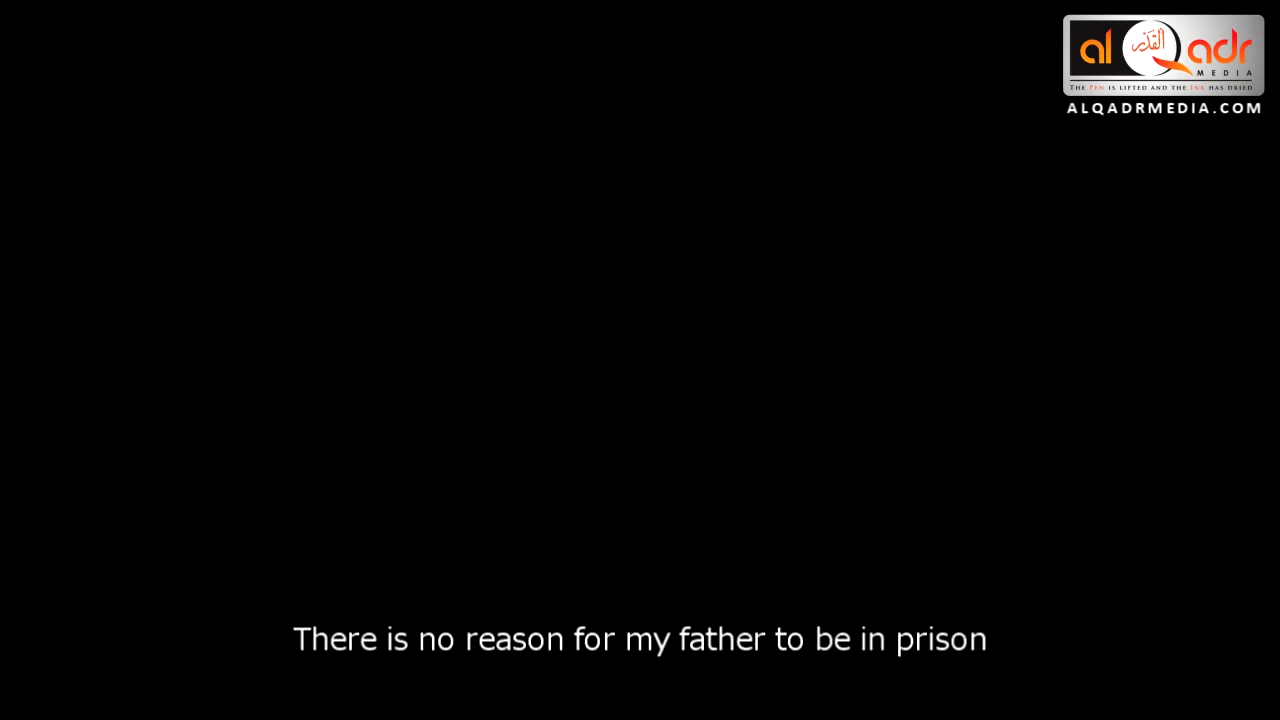 al القدر Qadr
MEDIA
THE PEN IS LIFTED AND THE INK HAS DRIED
ALQADRMEDIA.COM
There is no reason for my father to be in prison